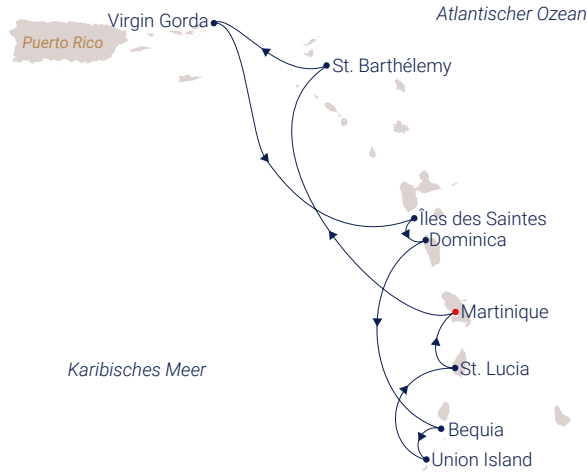 Atlantischer Ozean
Virgin Gorda
Puerto Rico
St. Barthélemy
Îles des Saintes
Dominica
Martinique
Karibisches Meer
St. Lucia
Bequia
Union Island